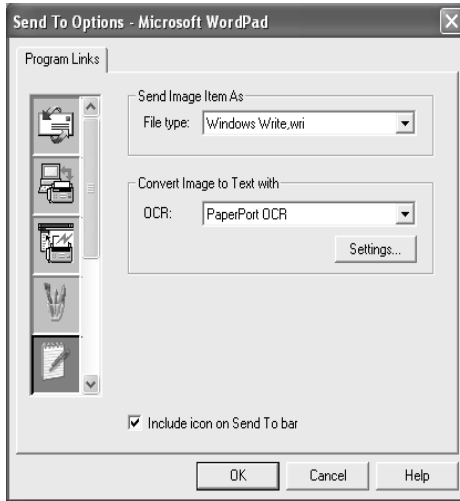 Send To Options - Microsoft WordPad
Program Links
Send Image Item As
File type: Windows Write,wri
Convert Image to Text with
OCR: PaperPort OCR
Settings...
Include icon on Send To bar
OK Cancel Help